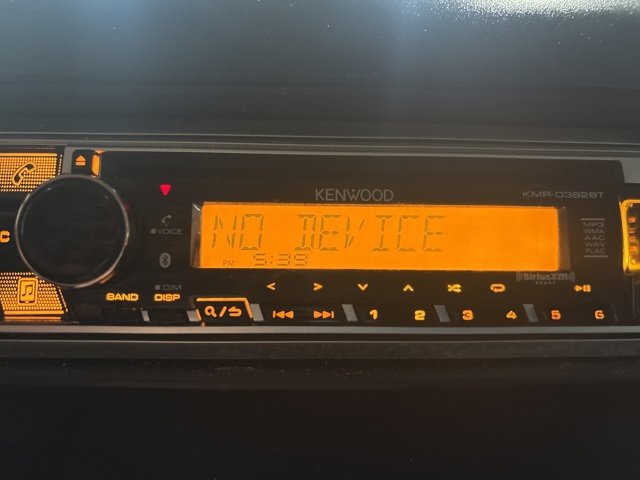 KENWOOD
KMR-D382BT
C
VOICE
NO DEVICE
PM 5:39
MP3
WMA
AAC
WAV
FLAC
SiriusXM
READY
DIM
BAND DISP
1 2 3 4 5 6